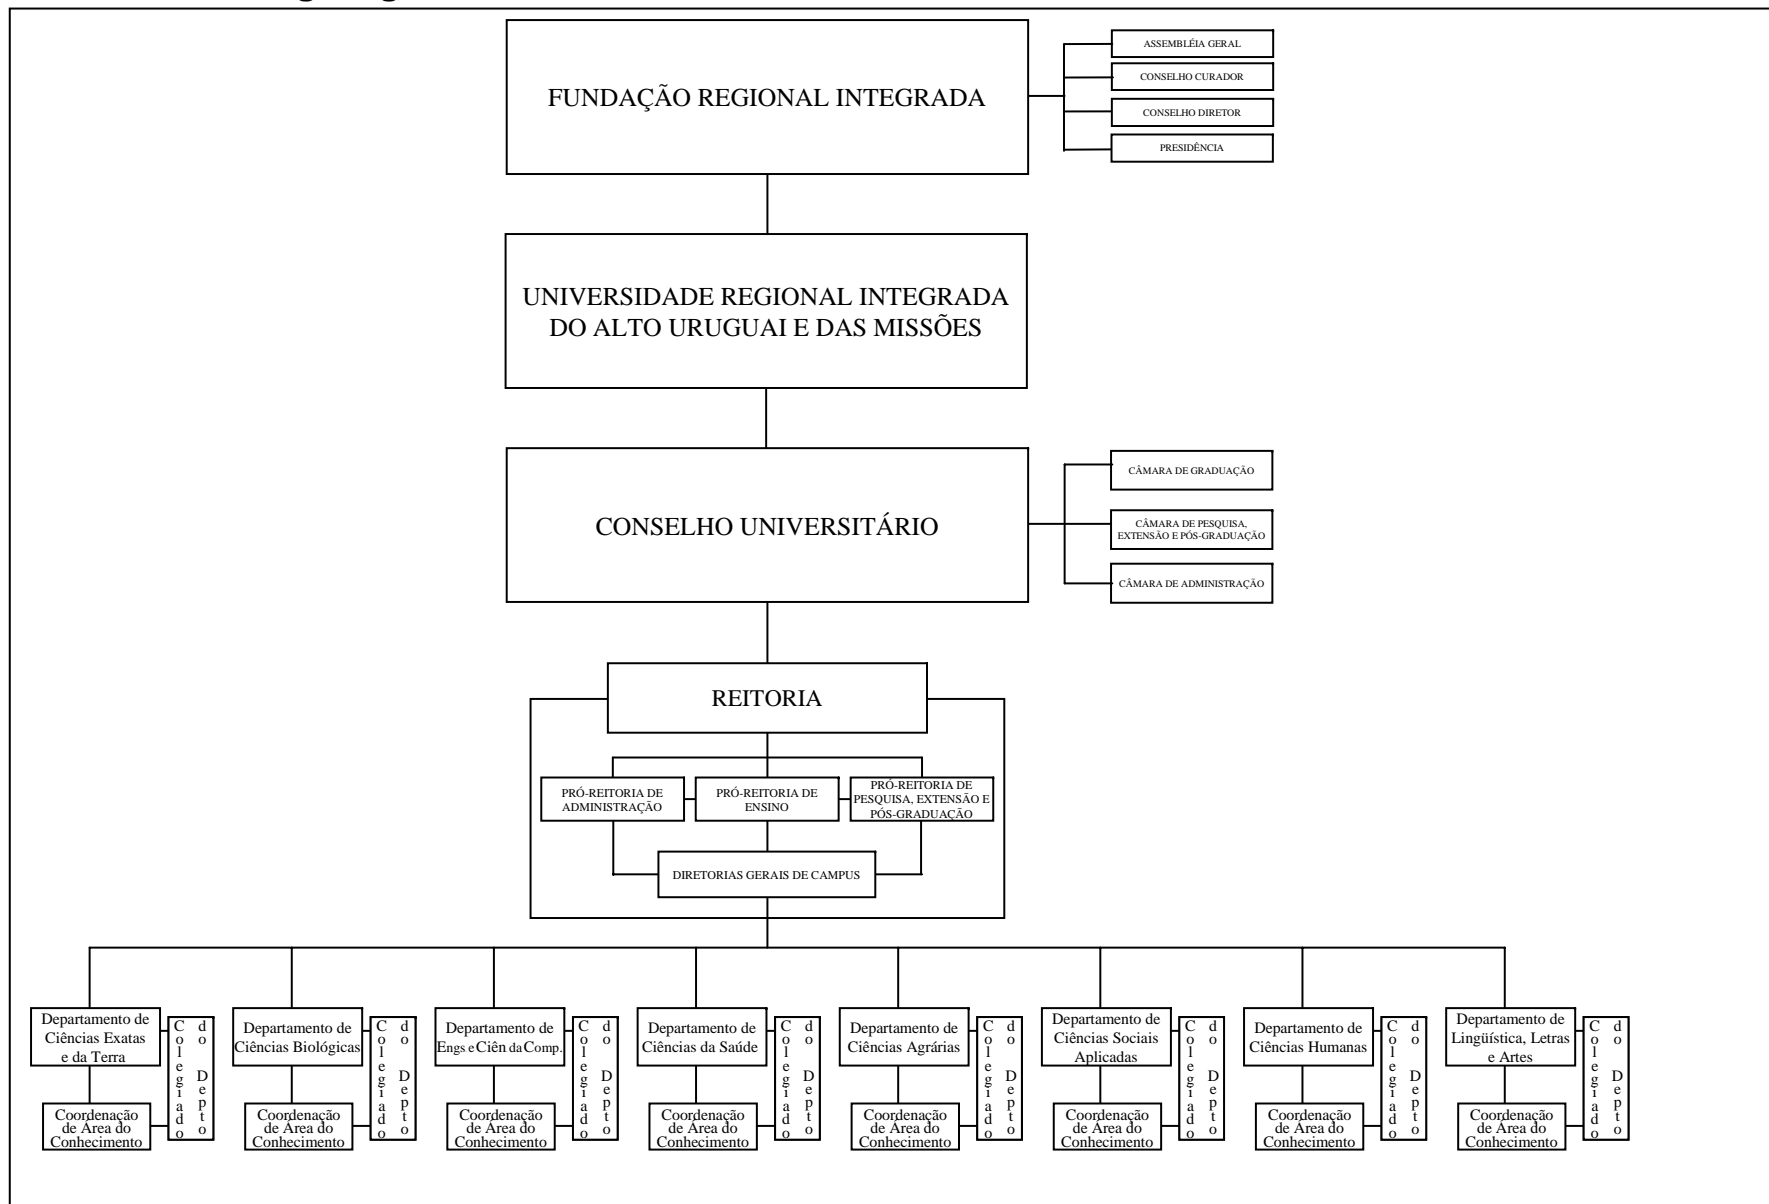 FUNDAÇÃO REGIONAL INTEGRADA
ASSEMBLÉIA GERAL
CONSELHO CURADOR
CONSELHO DIRETOR
PRESIDÊNCIA
UNIVERSIDADE REGIONAL INTEGRADA
DO ALTO URUGUAI E DAS MISSÕES
CONSELHO UNIVERSITÁRIO
CÂMARA DE GRADUAÇÃO
CÂMARA DE PESQUISA,
EXTENSÃO E PÓS-GRADUAÇÃO
CÂMARA DE ADMINISTRAÇÃO
REITORIA
PRÓ-REITORIA DE
ADMINISTRAÇÃO
PRÓ-REITORIA DE
ENSINO
PRÓ-REITORIA DE
PESQUISA, EXTENSÃO E
PÓS-GRADUAÇÃO
DIRETORIAS GERAIS DE CAMPUS
Departamento de
Ciências Exatas
e da Terra
Colegiado
do Depto
Coordenação
de Área do
Conhecimento
Departamento de
Ciências Biológicas
Colegiado
do Depto
Coordenação
de Área do
Conhecimento
Departamento de
Engs e Ciên da Comp.
Colegiado
do Depto
Coordenação
de Área do
Conhecimento
Departamento de
Ciências da Saúde
Colegiado
do Depto
Coordenação
de Área do
Conhecimento
Departamento de
Ciências Agrárias
Colegiado
do Depto
Coordenação
de Área do
Conhecimento
Departamento de
Ciências Sociais
Aplicadas
Colegiado
do Depto
Coordenação
de Área do
Conhecimento
Departamento de
Ciências Humanas
Colegiado
do Depto
Coordenação
de Área do
Conhecimento
Departamento de
Lingüística, Letras
e Artes
Colegiado
do Depto
Coordenação
de Área do
Conhecimento